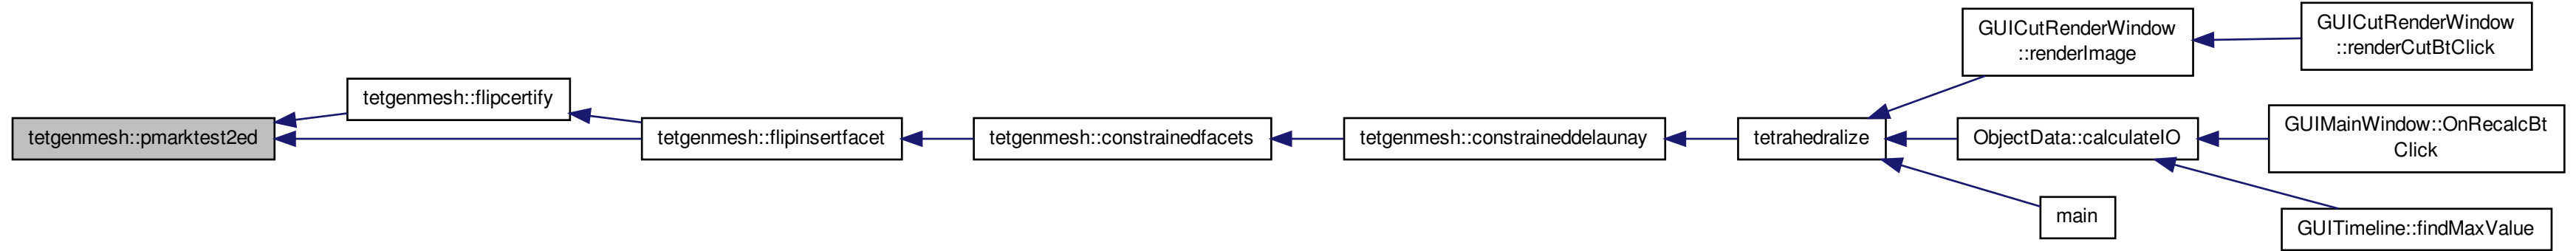 tetgenmesh::pmarktest2ed
tetgenmesh::flipcertify
tetgenmesh::flipinsertfacet
tetgenmesh::constrainedfacets
tetgenmesh::constraineddelaunay
tetrahedralize
GUICutRenderWindow
::renderImage
GUICutRenderWindow
::renderCutBtClick
ObjectData::calculateIO
GUIMainWindow::OnRecalcBt
Click
main
GUITimeline::findMaxValue